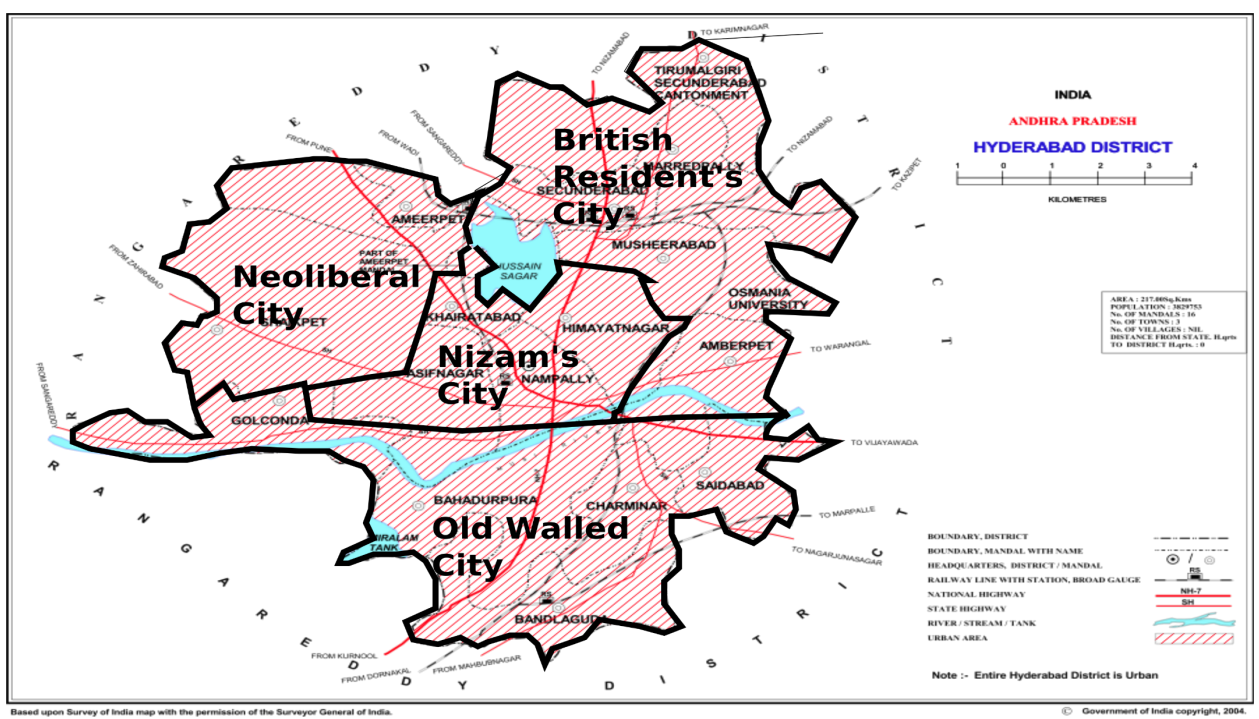 TO KARIMNAGAR
TO NIZAMABAD
R A N G A R E D D Y D I S T R I C T
TIRUMALGIRI
SECUNDERABAD
CANTONMENT
INDIA
ANDHRA PRADESH
HYDERABAD DISTRICT
1 0 1 2 3 4
KILOMETRES
FROM SANGAREDDY
FROM WADI
FROM PUNE
TO NIZAMABAD
TO KAZIPET
British
Resident's
City
MARREDPALLY
SECUNDERABAD
RS
AMEERPET
MUSHEERABAD
PART OF
AMEERPET
MANDAL
HUSSAIN
SAGAR
FROM ZAHIRABAD
Neoliberal
City
SHAIKPET
SH
KHAIRATABAD
HIMAYATNAGAR
OSMANIA
UNIVERSITY
AMBERPET
TO WARANGAL
AREA : 217.00Sq.Kms
POPULATION : 3829753
No. OF MANDALS : 16
No. OF TOWNS : 3
No. OF VILLAGES : NIL
DISTANCE FROM STATE. H.qrts
TO DISTRICT H.qrts. : 0
Nizam's
City
ASIFNAGAR
RS
NAMPALLY
FROM SANGAREDDY
GOLCONDA
TO VIJAYAWADA
SAIDABAD
BAHADURPURA
CHARMINAR
TO MARPALLE
Old Walled
City
MIRALAM
TANK
TO NAGARJUNASAGAR
RS
BANDLAGUDA
FROM KURNOOL
FROM DORNAKAL
FROM MAHBUBNAGAR
R A N G A R E D D Y D I S T R I C T
BOUNDARY, DISTRICT
BOUNDARY, MANDAL WITH NAME
HEADQUARTERS, DISTRICT / MANDAL
/
RAILWAY LINE WITH STATION, BROAD GAUGE
RS
NATIONAL HIGHWAY
NH-7
STATE HIGHWAY
SH
RIVER / STREAM / TANK
URBAN AREA
Note :- Entire Hyderabad District is Urban
Based upon Survey of India map with the permission of the Surveyor General of India.
© Government of India copyright, 2004.